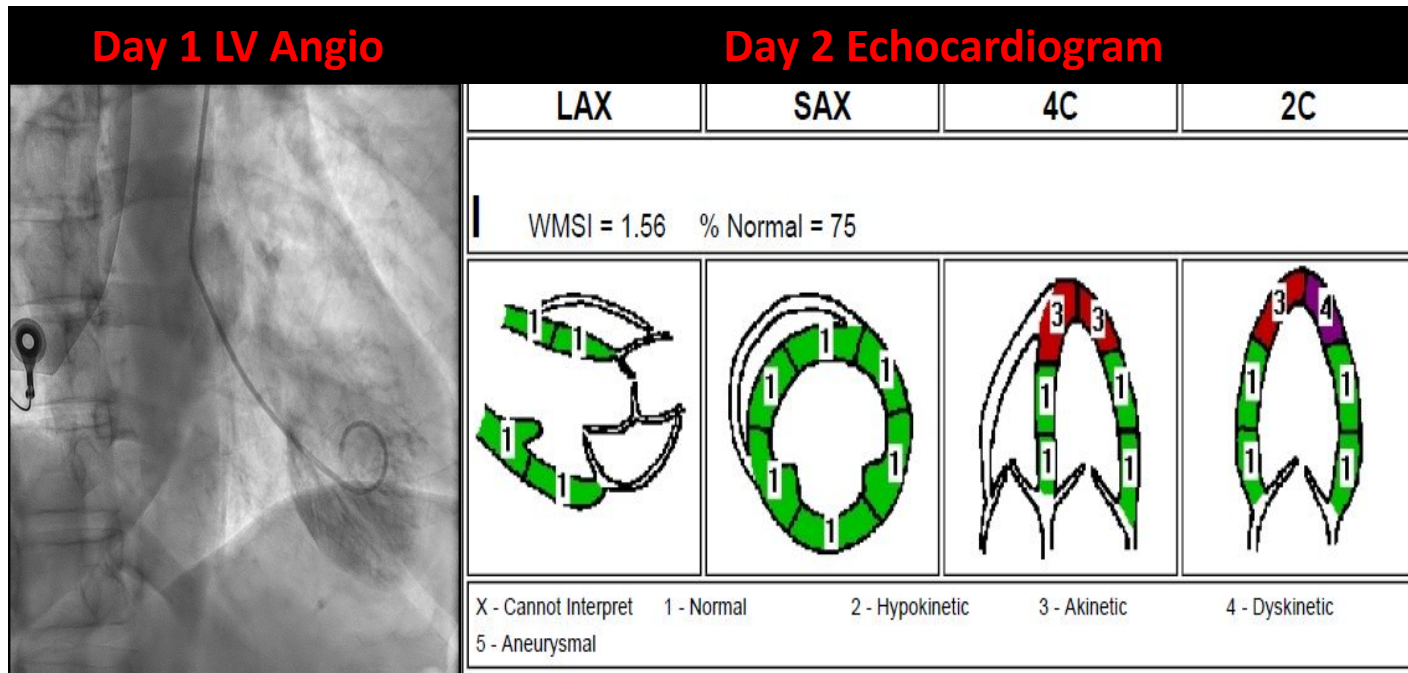 Day 1 LV Angio
Day 2 Echocardiogram
LAX SAX 4C 2C
I WMSI = 1.56 % Normal = 75
1 1 1 1
1 1 1 1 1 1
3 3 1 1 1 1
3 4 1 1 1 1
X - Cannot Interpret 1 - Normal 2 - Hypokinetic 3 - Akinetic 4 - Dyskinetic
5 - Aneurysmal